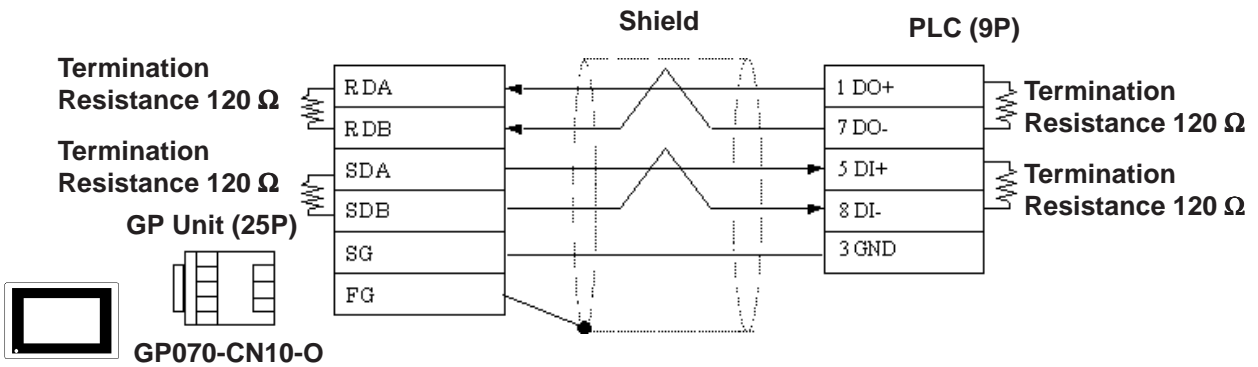 Shield
PLC (9P)
Termination
Resistance 120 Ω
Termination
Resistance 120 Ω
GP Unit (25P)
RDA
RDB
SDA
SDB
SG
FG
1 DO+
7 DO-
5 DI+
8 DI-
3 GND
Termination
Resistance 120 Ω
Termination
Resistance 120 Ω
GP070-CN10-O